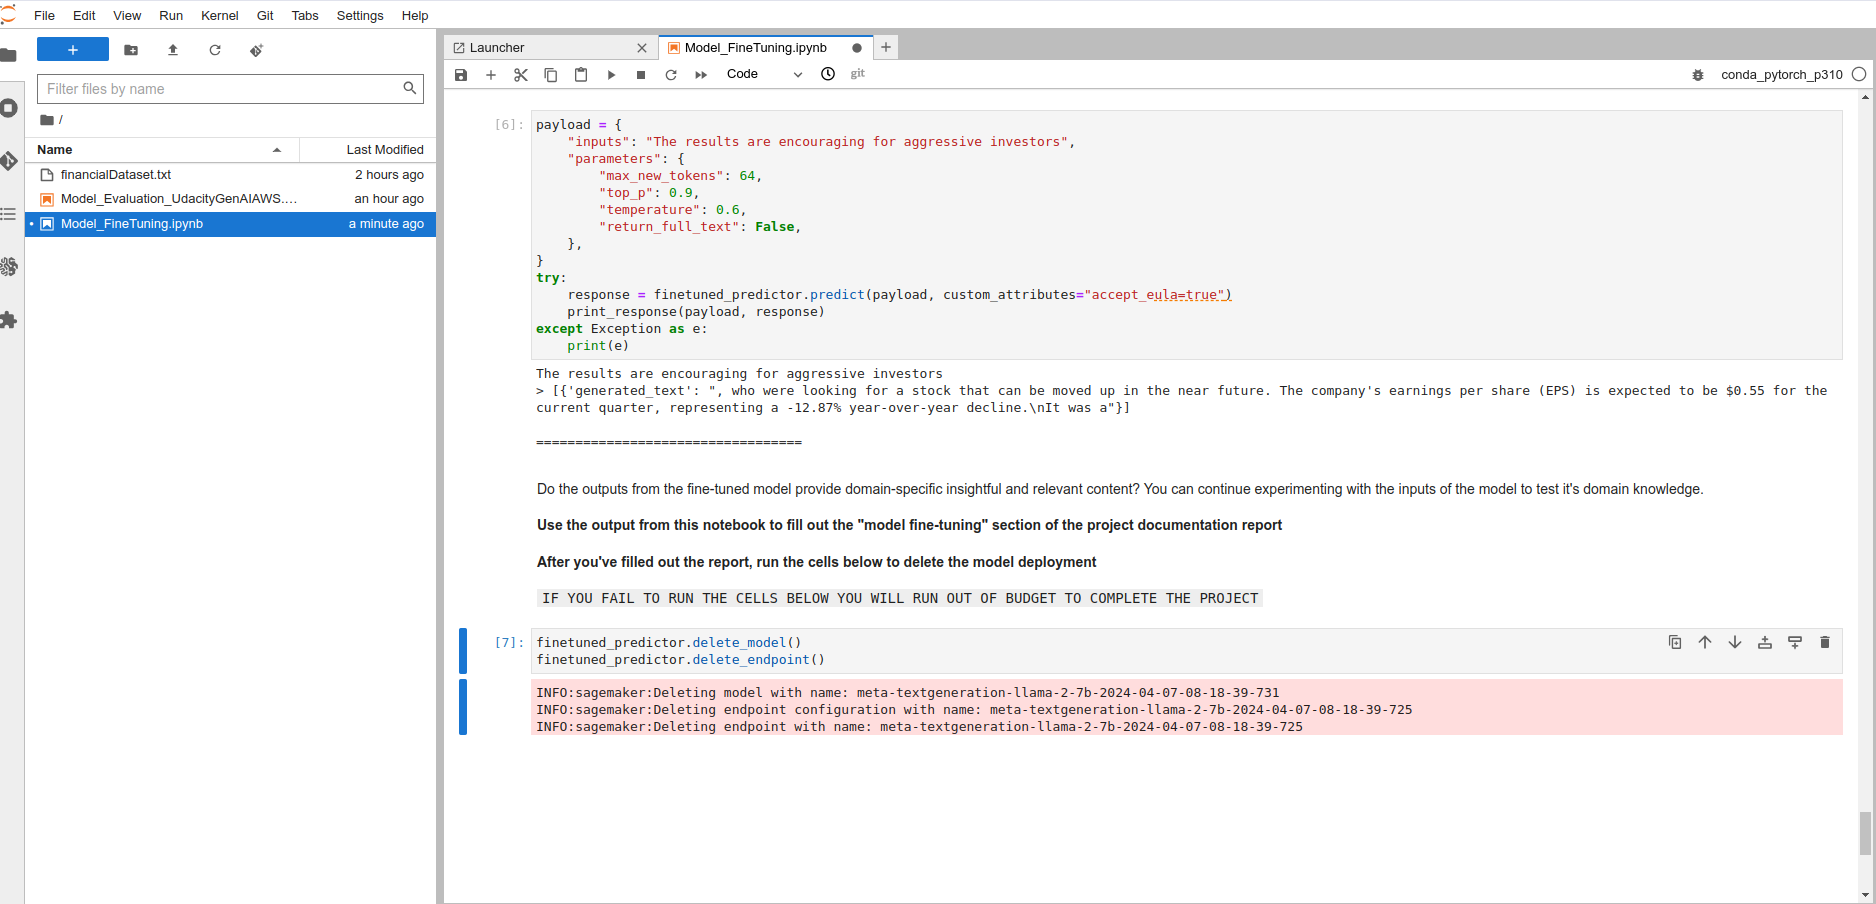 File Edit View Run Kernel Git Tabs Settings Help
+
Filter files by name
/
Name Last Modified
financialDataset.txt 2 hours ago
Model_Evaluation_UdacityGenAIAWS.... an hour ago
Model_FineTuning.ipynb a minute ago
Launcher Model_FineTuning.ipynb
Code git conda_pytorch_p310
[6]: payload = {
"inputs": "The results are encouraging for aggressive investors",
"parameters": {
"max_new_tokens": 64,
"top_p": 0.9,
"temperature": 0.6,
"return_full_text": False,
},
}
try:
response = finetuned_predictor.predict(payload, custom_attributes="accept_eula=true")
print_response(payload, response)
except Exception as e:
print(e)
The results are encouraging for aggressive investors
> [{'generated_text': ", who were looking for a stock that can be moved up in the near future. The company's earnings per share (EPS) is expected to be $0.55 for the
current quarter, representing a -12.87% year-over-year decline.\nIt was a"}]
==================================
Do the outputs from the fine-tuned model provide domain-specific insightful and relevant content? You can continue experimenting with the inputs of the model to test it's domain knowledge.
Use the output from this notebook to fill out the "model fine-tuning" section of the project documentation report
After you've filled out the report, run the cells below to delete the model deployment
IF YOU FAIL TO RUN THE CELLS BELOW YOU WILL RUN OUT OF BUDGET TO COMPLETE THE PROJECT
[7]: finetuned_predictor.delete_model()
finetuned_predictor.delete_endpoint()
INFO:sagemaker:Deleting model with name: meta-textgeneration-llama-2-7b-2024-04-07-08-18-39-731
INFO:sagemaker:Deleting endpoint configuration with name: meta-textgeneration-llama-2-7b-2024-04-07-08-18-39-725
INFO:sagemaker:Deleting endpoint with name: meta-textgeneration-llama-2-7b-2024-04-07-08-18-39-725